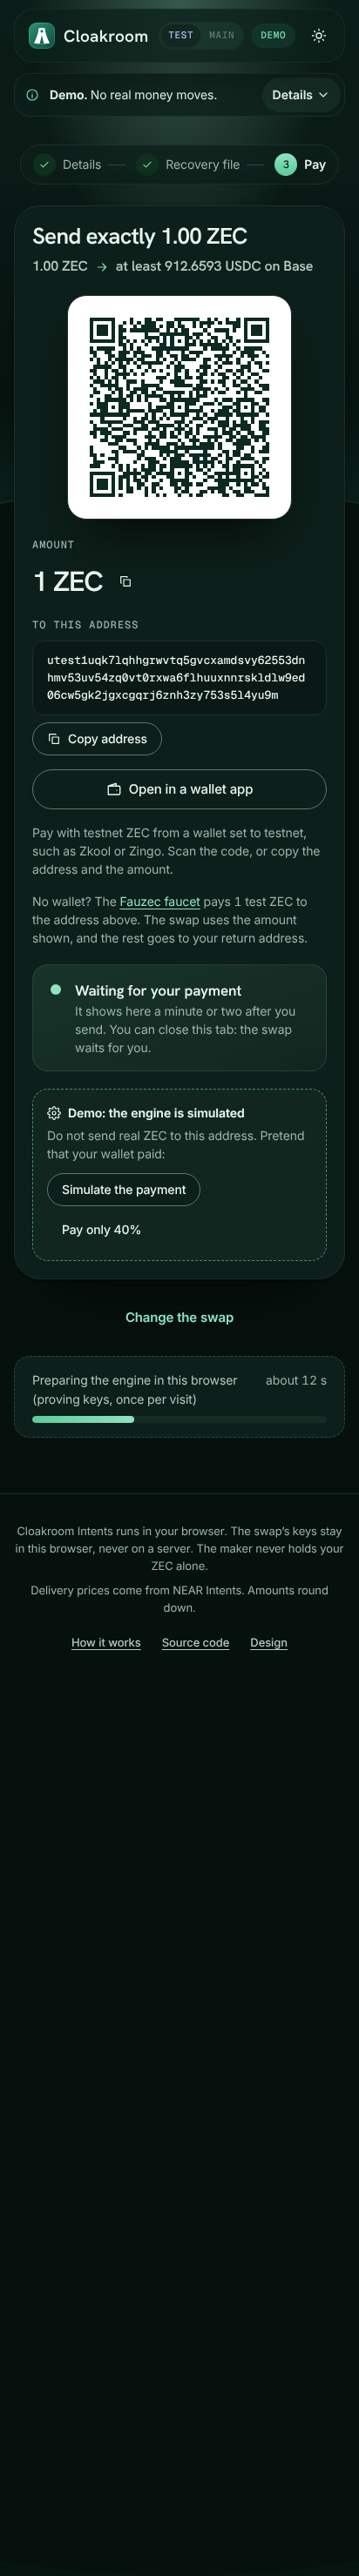 Cloakroom TEST MAIN DEMO
Demo. No real money moves. Details
Details Recovery file 3 Pay
Send exactly 1.00 ZEC
1.00 ZEC → at least 912.6593 USDC on Base
AMOUNT
1 ZEC
TO THIS ADDRESS
utest1uqk7lqhhgrwvtq5gvcxamdsvy62553dn
hmv53uv54zq0vt0rxwa6flhuuxnnrskldlw9ed
06cw5gk2jgxcgqrj6znh3zy753s5l4yu9m
Copy address
Open in a wallet app
Pay with testnet ZEC from a wallet set to testnet,
such as Zkool or Zingo. Scan the code, or copy the
address and the amount.
No wallet? The Fauzec faucet pays 1 test ZEC to
the address above. The swap uses the amount
shown, and the rest goes to your return address.
Waiting for your payment
It shows here a minute or two after you
send. You can close this tab: the swap
waits for you.
Demo: the engine is simulated
Do not send real ZEC to this address. Pretend
that your wallet paid:
Simulate the payment
Pay only 40%
Change the swap
Preparing the engine in this browser about 12 s
(proving keys, once per visit)
Cloakroom Intents runs in your browser. The swap's keys stay
in this browser, never on a server. The maker never holds your
ZEC alone.
Delivery prices come from NEAR Intents. Amounts round
down.
How it works Source code Design